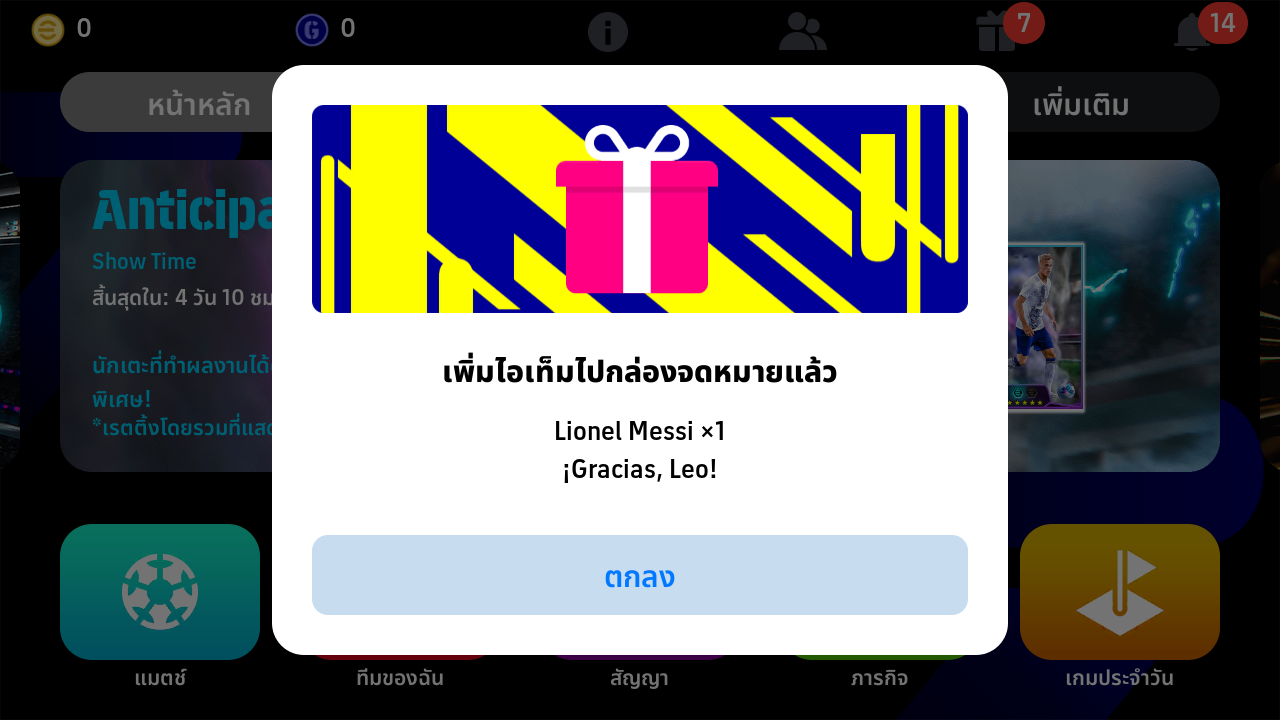 0
0
7
14
หน้าหลัก
เพิ่มเติม
Show Time
สิ้นสุดใน: 4 วัน 10
นักเตะที่ทำผลงานได้
พิเศษ!
*เรตติ้งโดยรวมที่
เพิ่มไอเท็มไปกล่องจดหมายแล้ว
Lionel Messi ×1
¡Gracias, Leo!
ตกลง
แมตช์
ทีมของฉัน
สัญญา
ภารกิจ
เกมประจำวัน